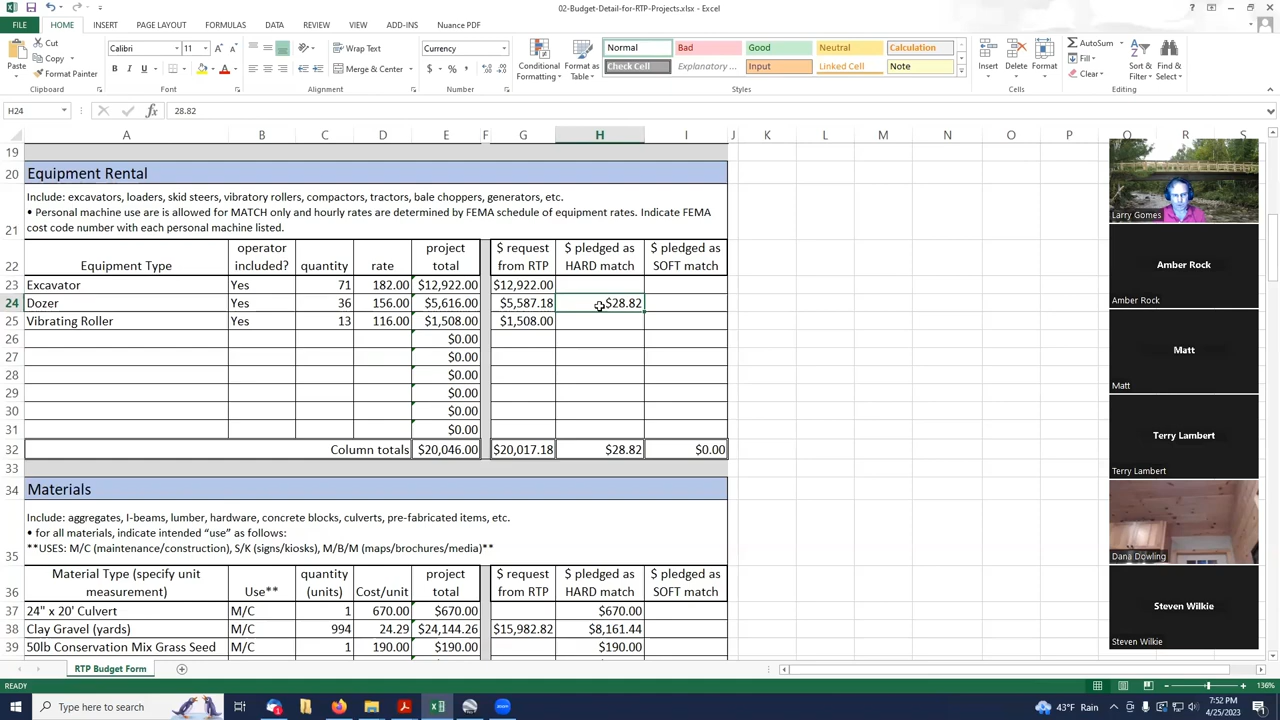 02-Budget-Detail-for-RTP-Projects.xlsx - Excel
FILE HOME INSERT PAGE LAYOUT FORMULAS DATA REVIEW VIEW ADD-INS Nuance PDF
Sign in
Paste
Cut
Copy
Format Painter
Clipboard
Calibri 11
B I U
Font
Wrap Text
Merge & Center
Alignment
Currency
$ % ,
Number
Conditional Formatting
Format as Table
Normal Bad Good Neutral Calculation
Check Cell Explanatory ... Input Linked Cell Note
Styles
Insert Delete Format
Cells
AutoSum
Fill
Clear
Sort & Filter
Find & Select
Editing
H24 fx 28.82
A B C D E F G H I J K L M N O P Q R S
19
20 Equipment Rental
Include: excavators, loaders, skid steers, vibratory rollers, compactors, tractors, bale choppers, generators, etc.
• Personal machine use are is allowed for MATCH only and hourly rates are determined by FEMA schedule of equipment rates. Indicate FEMA
21 cost code number with each personal machine listed.
operator project $ request $ pledged as $ pledged as
22 Equipment Type included? quantity rate total from RTP HARD match SOFT match
23 Excavator Yes 71 182.00 $12,922.00 $12,922.00
24 Dozer Yes 36 156.00 $5,616.00 $5,587.18 $28.82
25 Vibrating Roller Yes 13 116.00 $1,508.00 $1,508.00
26 $0.00
27 $0.00
28 $0.00
29 $0.00
30 $0.00
31 $0.00
32 Column totals $20,046.00 $20,017.18 $28.82 $0.00
33
34 Materials
Include: aggregates, I-beams, lumber, hardware, concrete blocks, culverts, pre-fabricated items, etc.
• for all materials, indicate intended “use” as follows:
35 **USES: M/C (maintenance/construction), S/K (signs/kiosks), M/B/M (maps/brochures/media)**
Material Type (specify unit quantity project $ request $ pledged as $ pledged as
36 measurement) Use** (units) Cost/unit total from RTP HARD match SOFT match
37 24" x 20' Culvert M/C 1 670.00 $670.00 $670.00
38 Clay Gravel (yards) M/C 994 24.29 $24,144.26 $15,982.82 $8,161.44
39 50lb Conservation Mix Grass Seed M/C 1 190.00 $190.00 $190.00
Larry Gomes
Amber Rock
Amber Rock
Matt
Matt
Terry Lambert
Terry Lambert
Dana Dowling
Steven Wilkie
Steven Wilkie
RTP Budget Form
READY 136%
Type here to search
zoom
43°F Rain
7:52 PM
4/25/2023